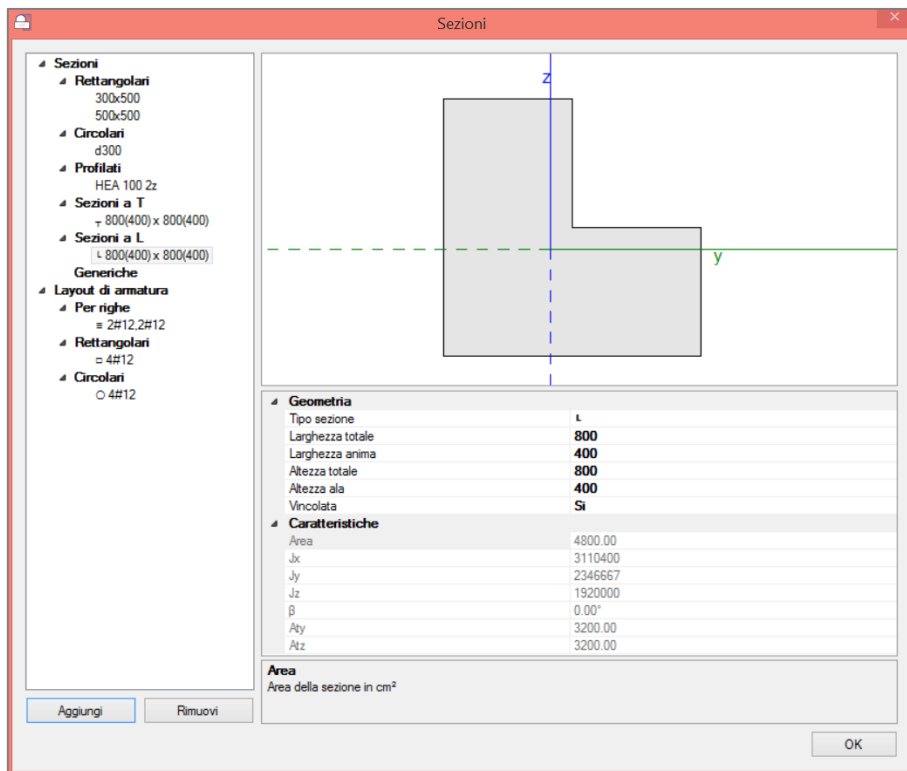 Sezioni
Sezioni
Rettangolari
300x500
500x500
Circolari
d300
Profilati
HEA 100 2z
Sezioni a T
800(400) x 800(400)
Sezioni a L
800(400) x 800(400)
Generiche
Layout di armatura
Per righe
2#12,2#12
Rettangolari
4#12
Circolari
4#12
Aggiungi Rimuovi
z
y
Geometria
Tipo sezione L
Larghezza totale 800
Larghezza anima 400
Altezza totale 800
Altezza ala 400
Vincolata Si
Caratteristiche
Area 4800.00
Jx 3110400
Jy 2346667
Jz 1920000
β 0.00°
Aty 3200.00
Atz 3200.00
Area
Area della sezione in cm²
OK